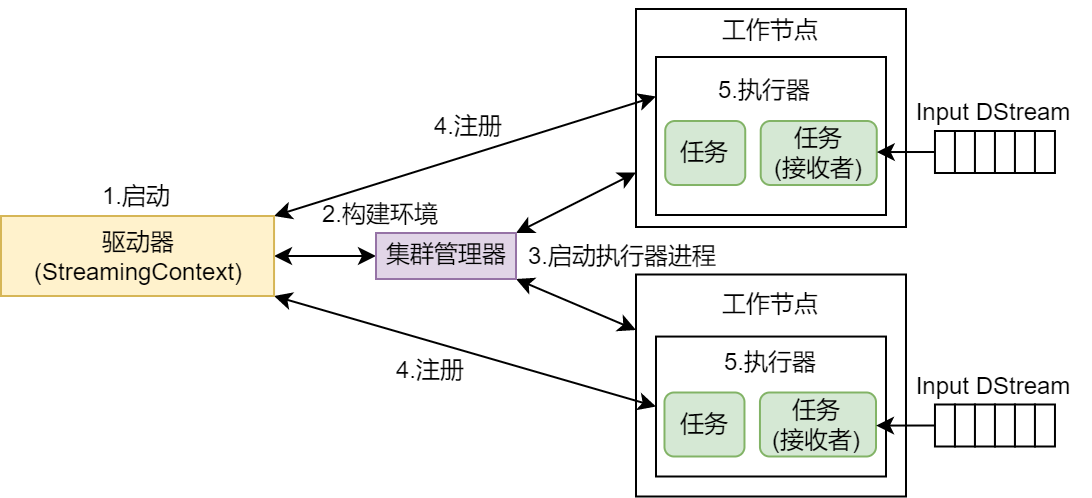 1.启动
驱动器
(StreamingContext)
4.注册
2.构建环境
集群管理器
3.启动执行器进程
4.注册
工作节点
5.执行器
任务
任务
(接收者)
Input DStream
工作节点
5.执行器
任务
任务
(接收者)
Input DStream